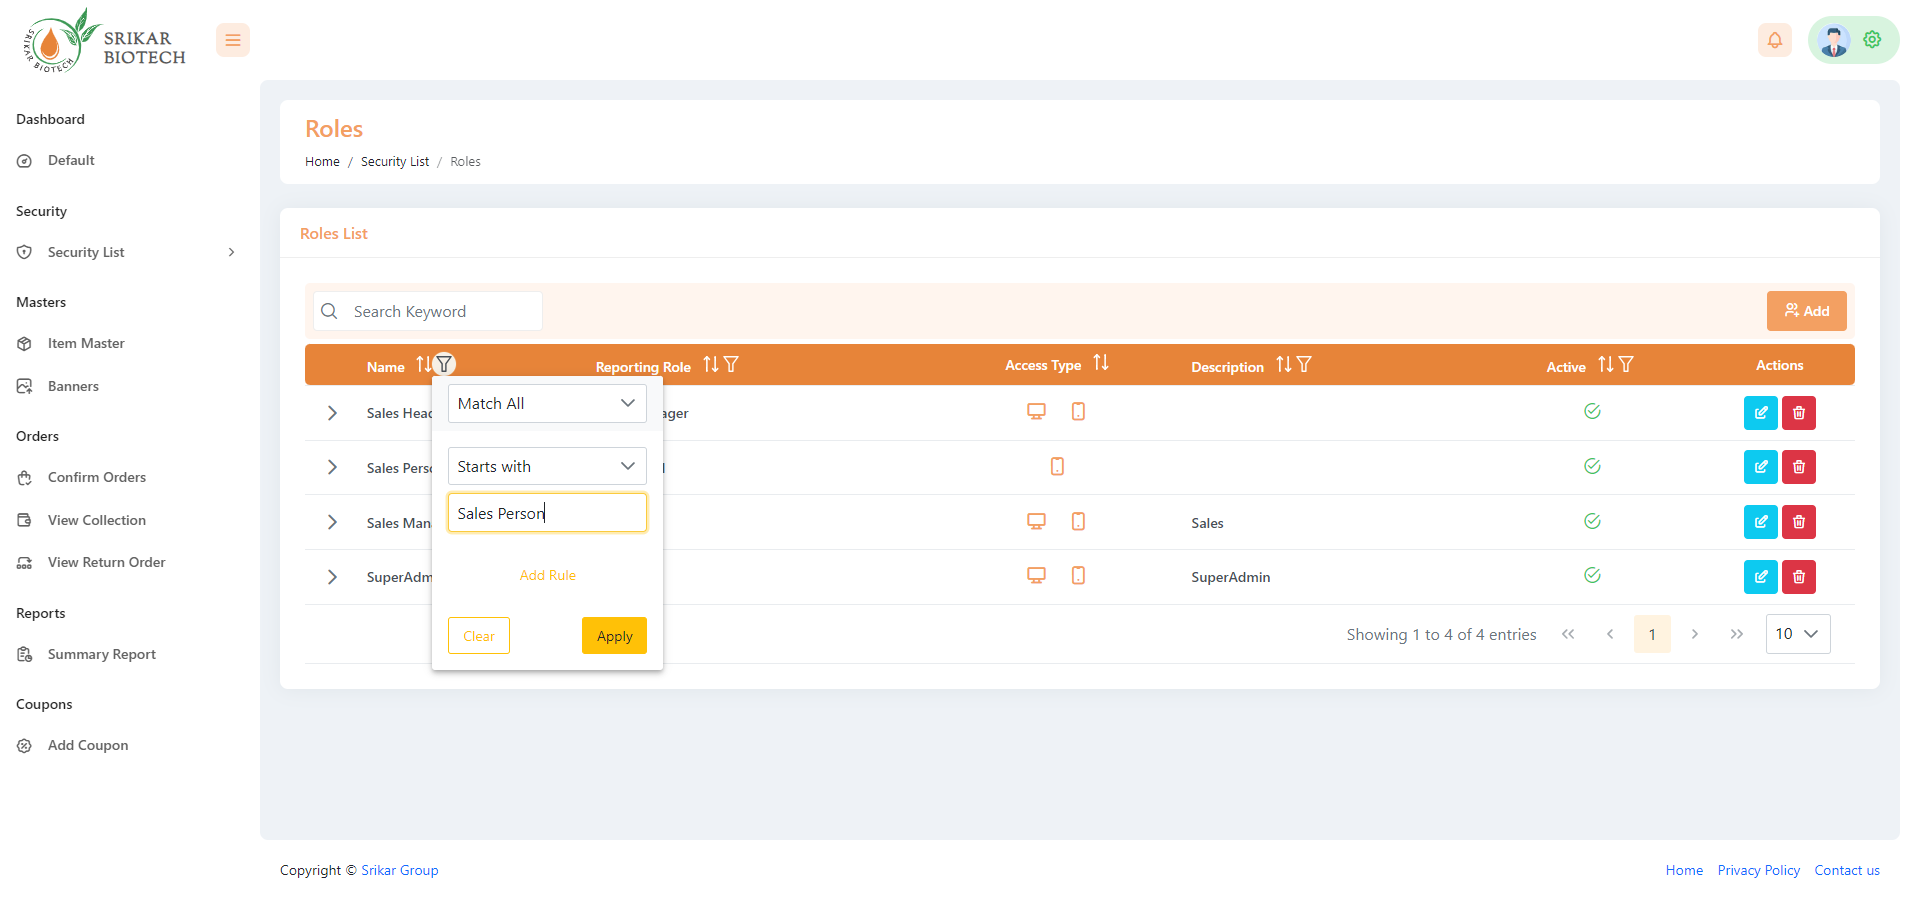 SRIKAR BIOTECH
SRIKAR
BIOTECH
Dashboard
Default
Security
Security List
Masters
Item Master
Banners
Orders
Confirm Orders
View Collection
View Return Order
Reports
Summary Report
Coupons
Add Coupon
Roles
Home / Security List / Roles
Roles List
Search Keyword
Add
Name Reporting Role Access Type Description Active Actions
Sales Head ager
Sales Perso
Sales Man Sales
SuperAdm SuperAdmin
Match All
Starts with
Sales Person
Add Rule
Clear Apply
Showing 1 to 4 of 4 entries << < 1 > >> 10
Copyright © Srikar Group
Home Privacy Policy Contact us